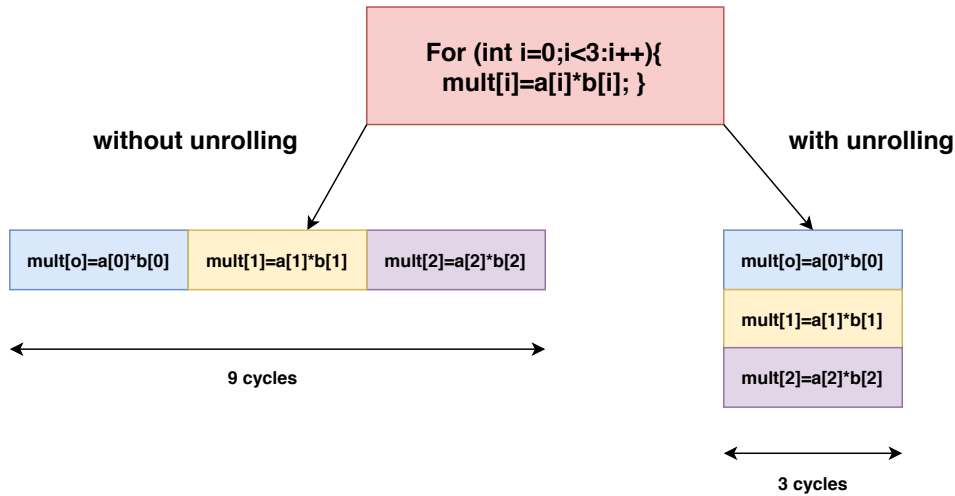 For (int i=0;i<3:i++){
mult[i]=a[i]*b[i]; }
without unrolling
with unrolling
mult[o]=a[0]*b[0]
mult[1]=a[1]*b[1]
mult[2]=a[2]*b[2]
9 cycles
mult[o]=a[0]*b[0]
mult[1]=a[1]*b[1]
mult[2]=a[2]*b[2]
3 cycles